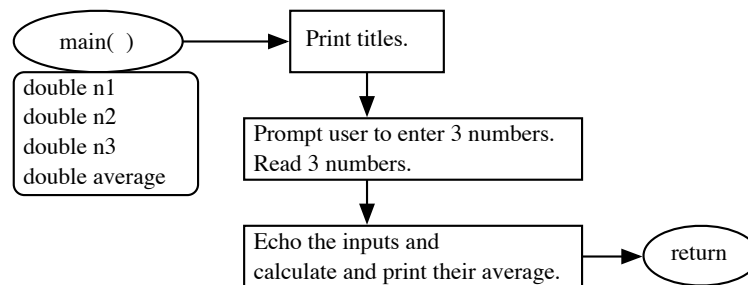 main(  )
Print titles.
double n1
double n2
double n3
double average
Prompt user to enter 3 numbers.
Read 3 numbers.
Echo the inputs and
calculate and print their average.
return